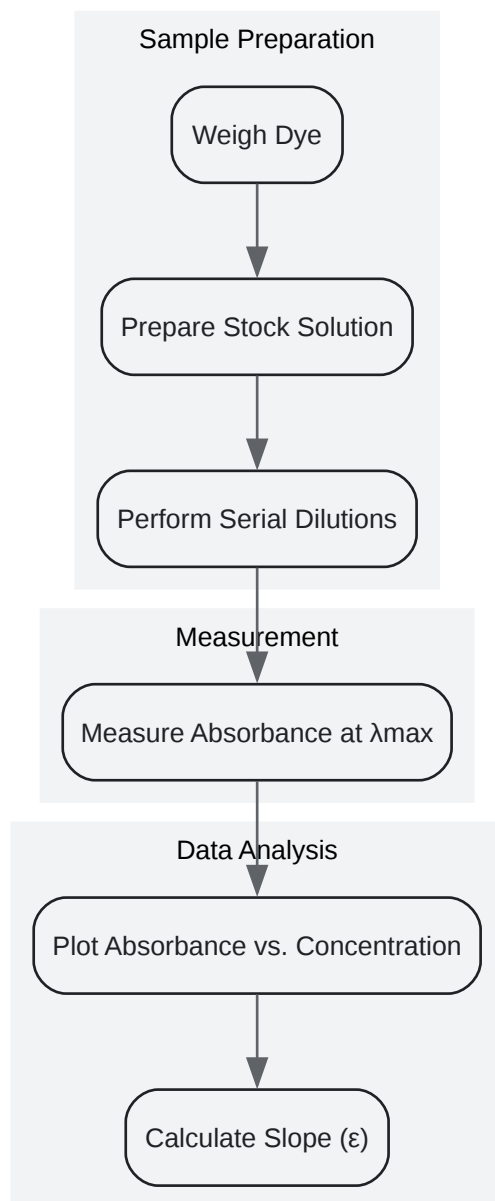 Sample Preparation
Weigh Dye
Prepare Stock Solution
Perform Serial Dilutions
Measurement
Measure Absorbance at λmax
Data Analysis
Plot Absorbance vs. Concentration
Calculate Slope (ε)